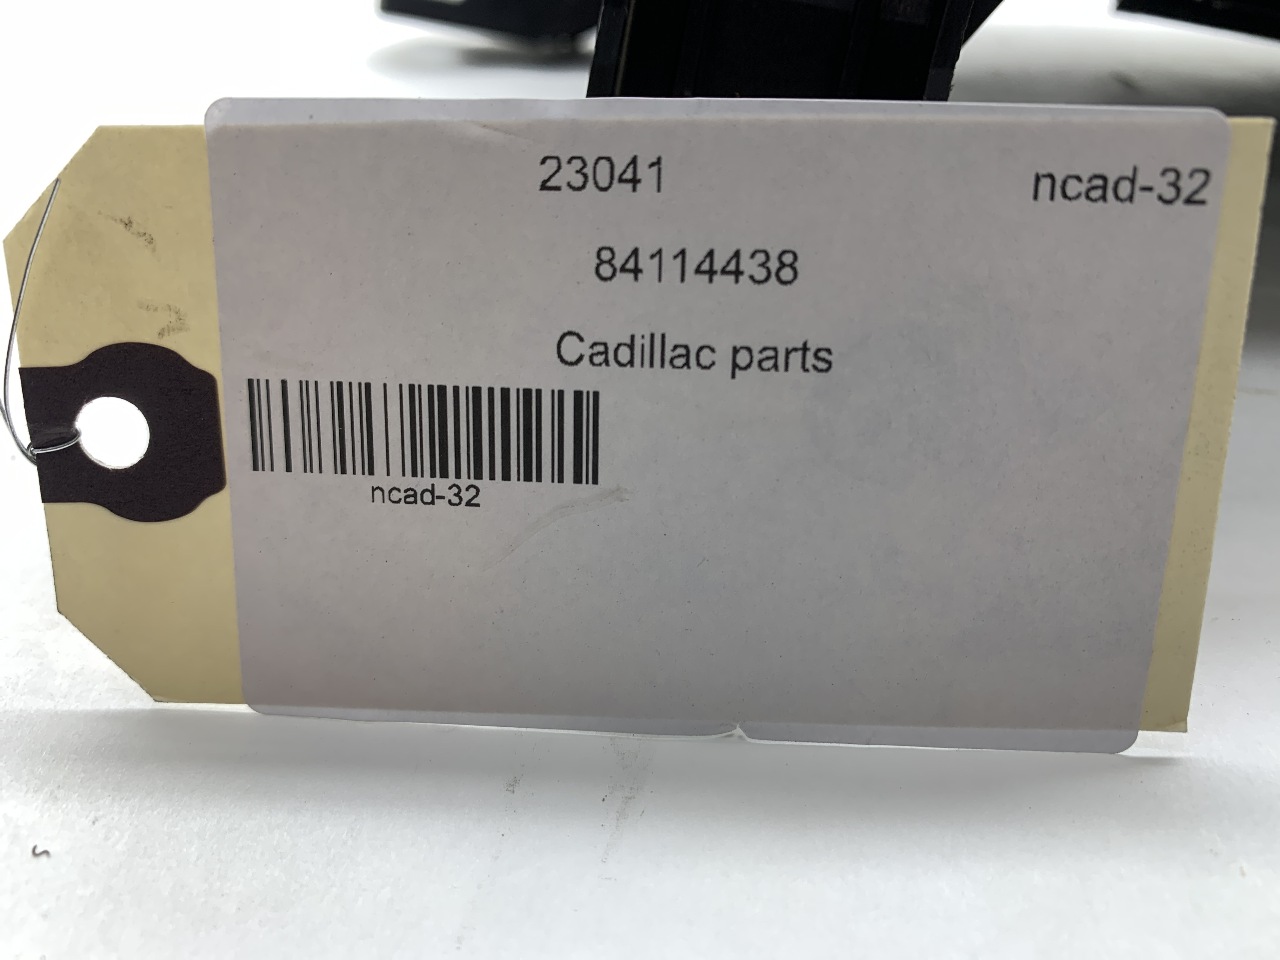 23041 ncad-32
84114438
Cadillac parts
ncad-32